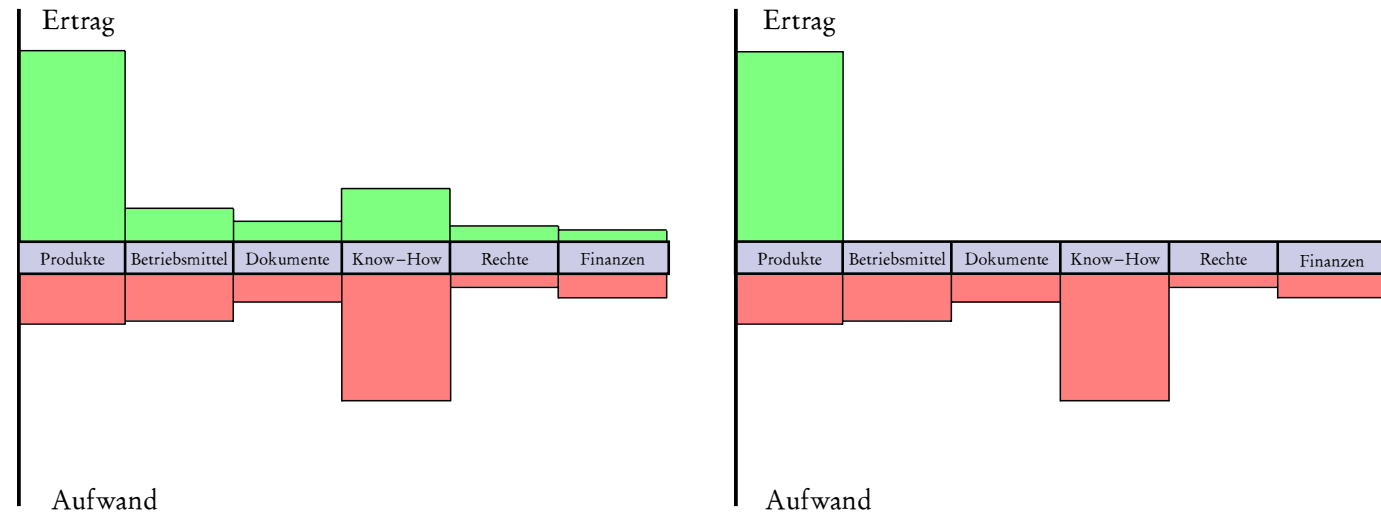 Ertrag
Produkte Betriebsmittel Dokumente Know-How Rechte Finanzen
Aufwand
Ertrag
Produkte Betriebsmittel Dokumente Know-How Rechte Finanzen
Aufwand